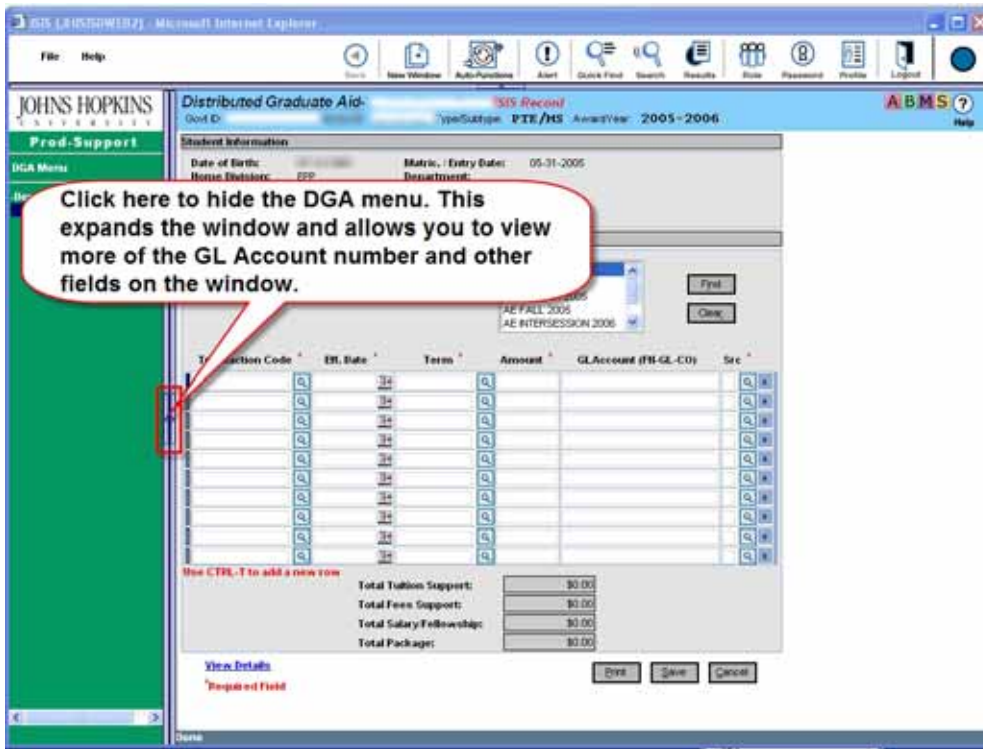 ISIS (JHISISDWEB2) - Microsoft Internet Explorer
File Help
Back New Window Auto-Functions Alert Quick Find Search Results Role Password Profile Logout
JOHNS HOPKINS
UNIVERSITY
Distributed Graduate Aid- ISIS Record
Govt ID: Type/Subtype: PTE/HS AwardYear: 2005-2006
A B M S ?
Help
Prod-Support
DGA Menu
Student Information
Date of Birth: Matric. / Entry Date: 05-31-2005
Home Division: EPP Department:
Click here to hide the DGA menu. This
expands the window and allows you to view
more of the GL Account number and other
fields on the window.
2005
AE FALL 2005
AE INTERSESSION 2006
Find
Clear
Transaction Code * Eff. Date * Term * Amount * GLAccount (FN-GL-CO) Src *
Use CTRL-T to add a new row
Total Tuition Support: $0.00
Total Fees Support: $0.00
Total Salary/Fellowship: $0.00
Total Package: $0.00
View Details
*Required Field
Print Save Cancel
Done